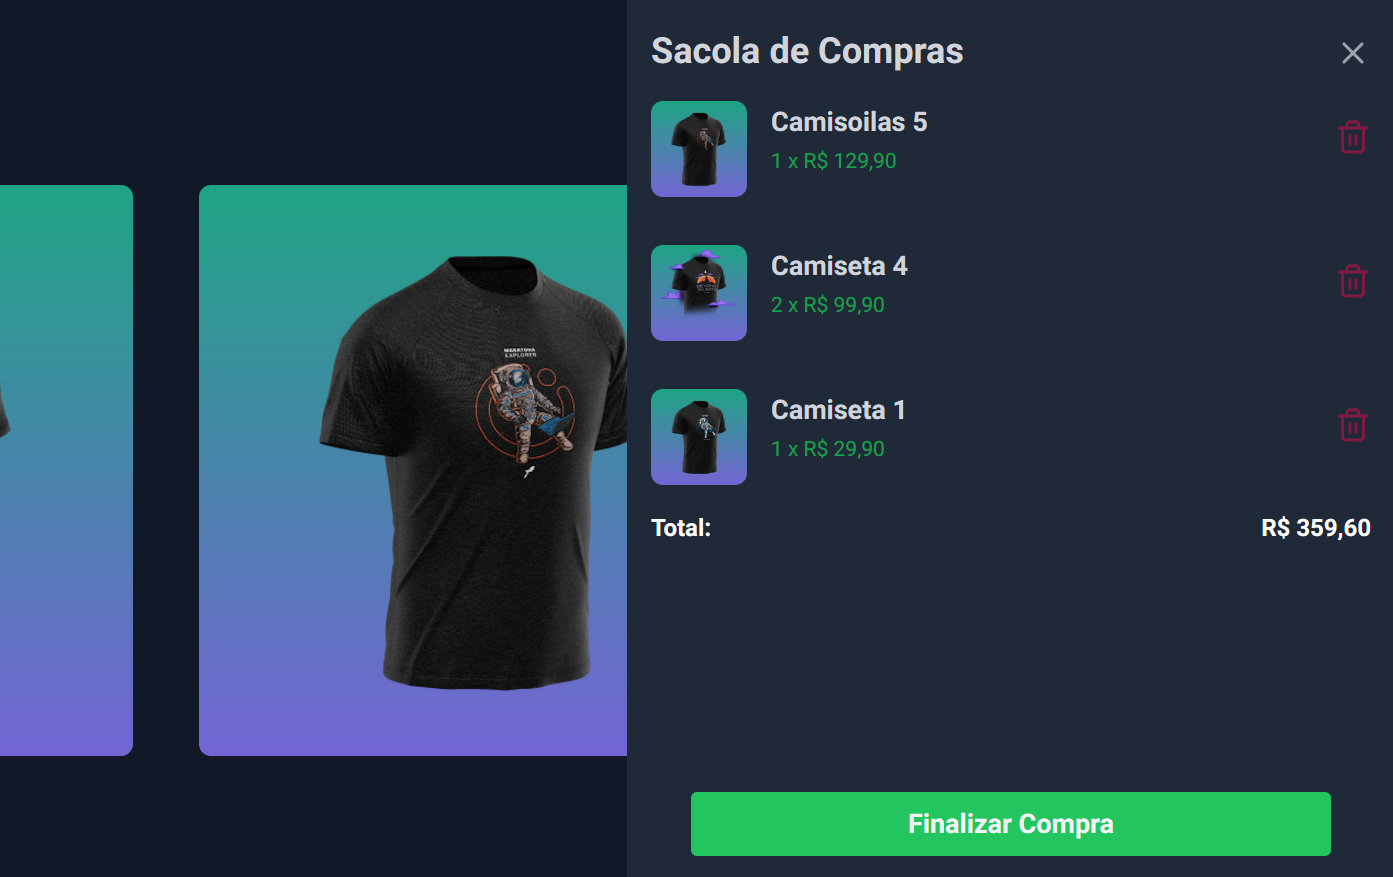 Sacola de Compras
Camisoilas 5
1 x R$ 129,90
Camiseta 4
2 x R$ 99,90
Camiseta 1
1 x R$ 29,90
Total: R$ 359,60
Finalizar Compra
MARATONA
EXPLORER